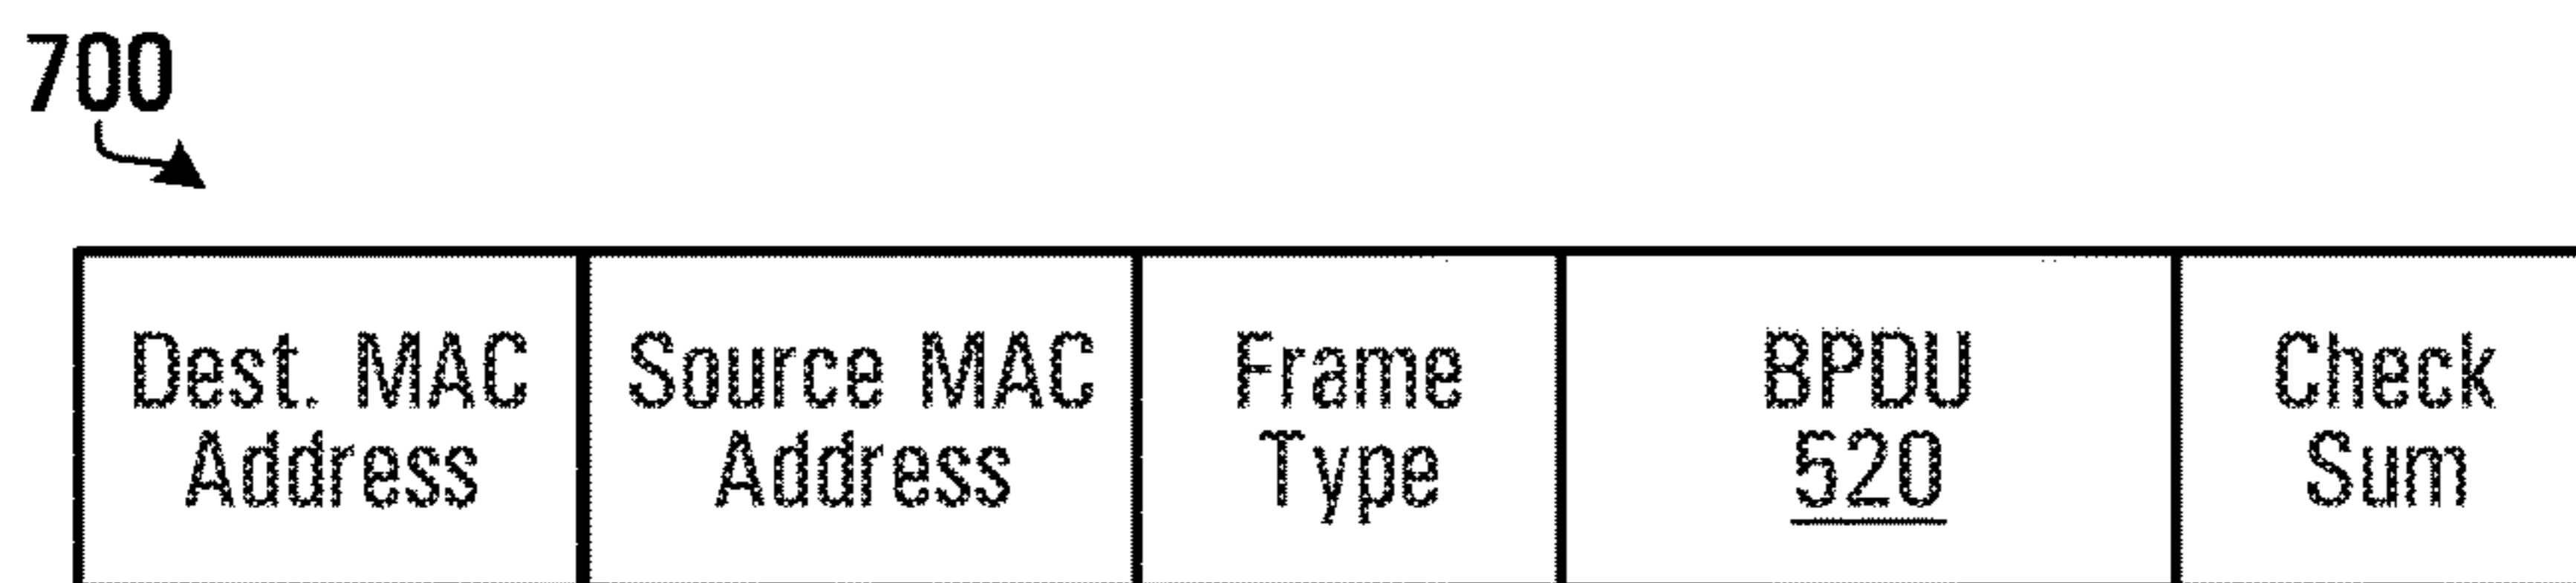 700
Dest. MAC Address
Source MAC Address
Frame Type
BPDU 520
Check Sum